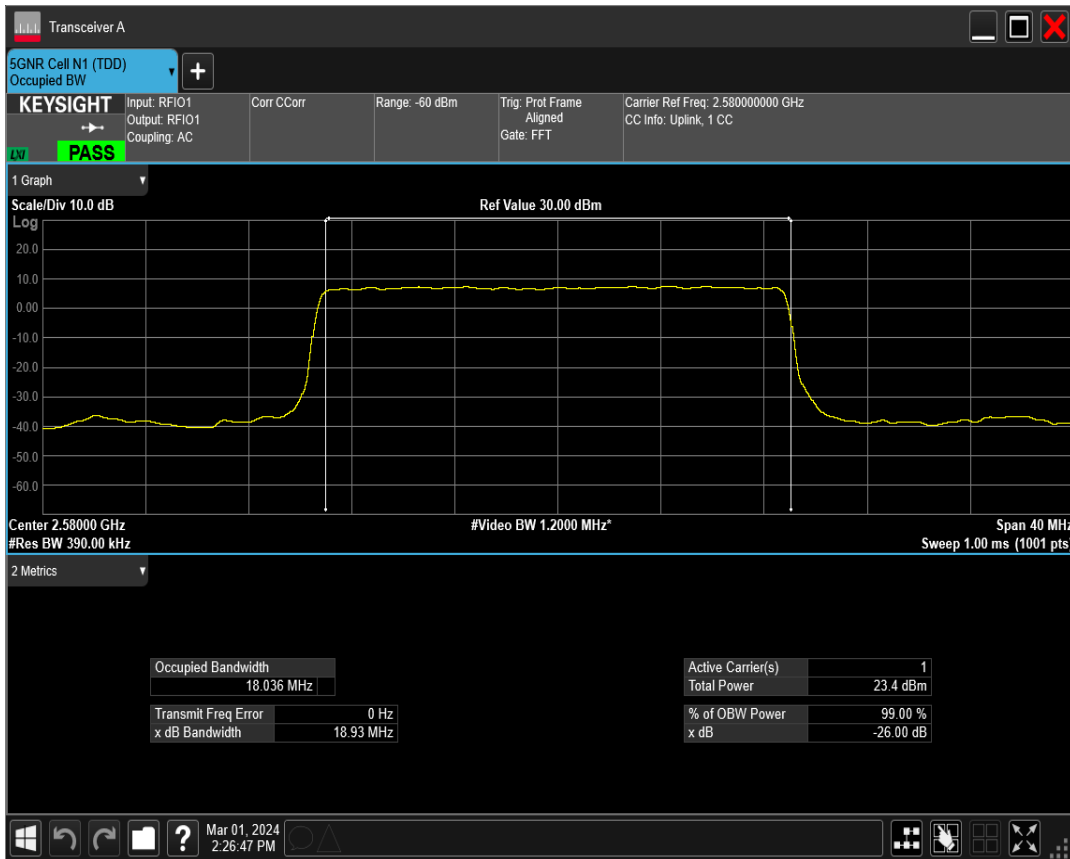 Transceiver A
5GNR Cell N1 (TDD)
Occupied BW
+
KEYSIGHT
LXI
PASS
Input: RFIO1
Output: RFIO1
Coupling: AC
Corr CCorr
Range: -60 dBm
Trig: Prot Frame
Aligned
Gate: FFT
Carrier Ref Freq: 2.580000000 GHz
CC Info: Uplink, 1 CC
1 Graph
Scale/Div 10.0 dB
Ref Value 30.00 dBm
Log
20.0
10.0
0.00
-10.0
-20.0
-30.0
-40.0
-50.0
-60.0
Center 2.58000 GHz
#Video BW 1.2000 MHz*
Span 40 MHz
#Res BW 390.00 kHz
Sweep 1.00 ms (1001 pts)
2 Metrics
Occupied Bandwidth
18.036 MHz
Transmit Freq Error 0 Hz
x dB Bandwidth 18.93 MHz
Active Carrier(s) 1
Total Power 23.4 dBm
% of OBW Power 99.00 %
x dB -26.00 dB
?
Mar 01, 2024
2:26:47 PM